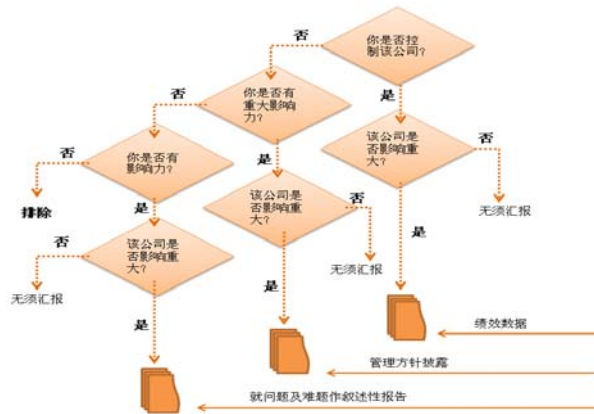 否
你是否控
制该公司?
否
你是否有
重大影响
力?
是
否
你是否有
影响力?
是
该公司是
否影响重
大?
否
排除
是
该公司是
否影响重
大?
否
无须汇报
否
该公司是
否影响重
大?
是
无须汇报
是
无须汇报
是
绩效数据
管理方针披露
就问题及难题作叙述性报告